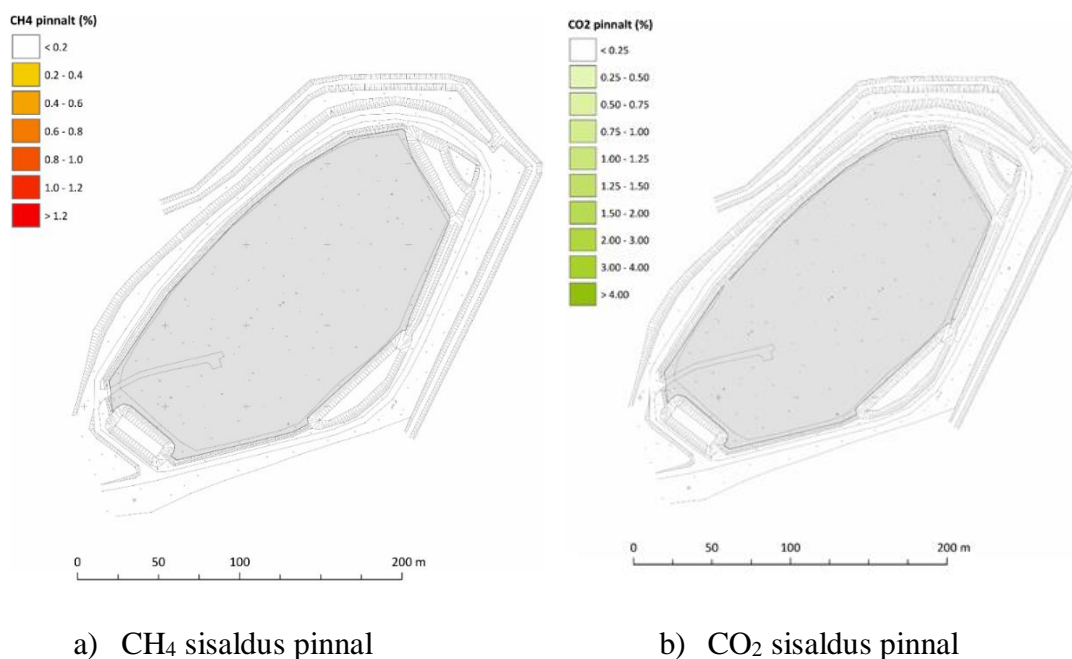 CH4 pinnalt (%)
< 0.2
0.2 - 0.4
0.4 - 0.6
0.6 - 0.8
0.8 - 1.0
1.0 - 1.2
> 1.2
0 50 100 200 m
CO2 pinnalt (%)
< 0.25
0.25 - 0.50
0.50 - 0.75
0.75 - 1.00
1.00 - 1.25
1.25 - 1.50
1.50 - 2.00
2.00 - 3.00
3.00 - 4.00
> 4.00
0 50 100 200 m
a) CH₄ sisaldus pinnal
b) CO₂ sisaldus pinnal